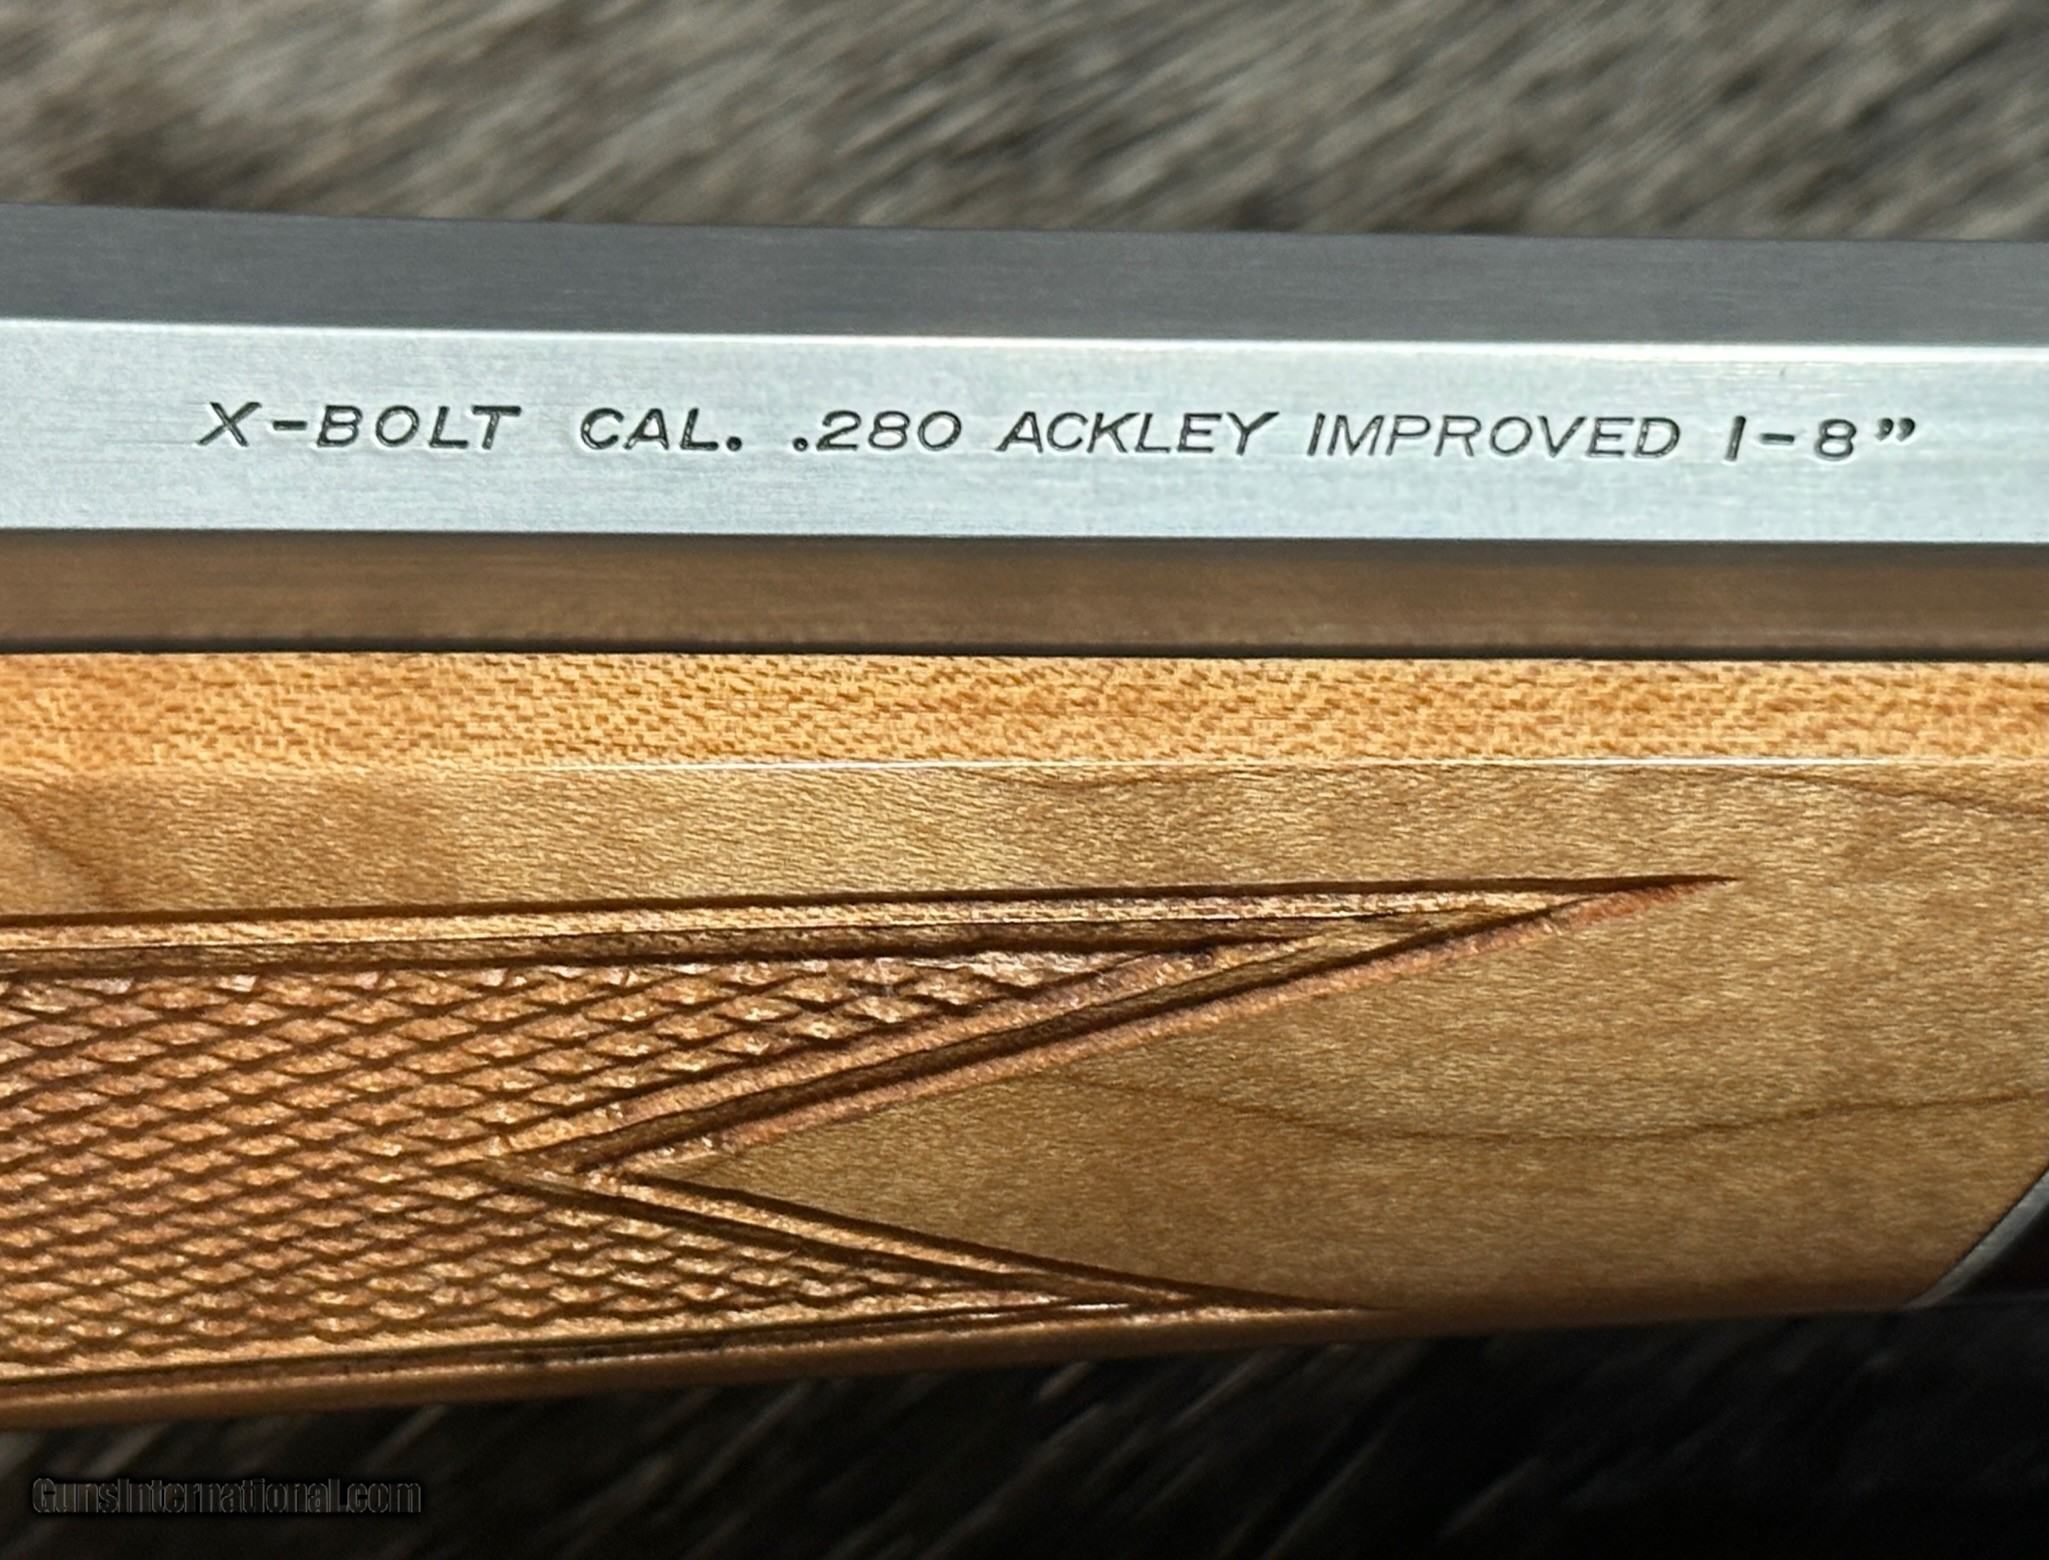 X-BOLT CAL. .280 ACKLEY IMPROVED 1-8”
GunsInternational.com